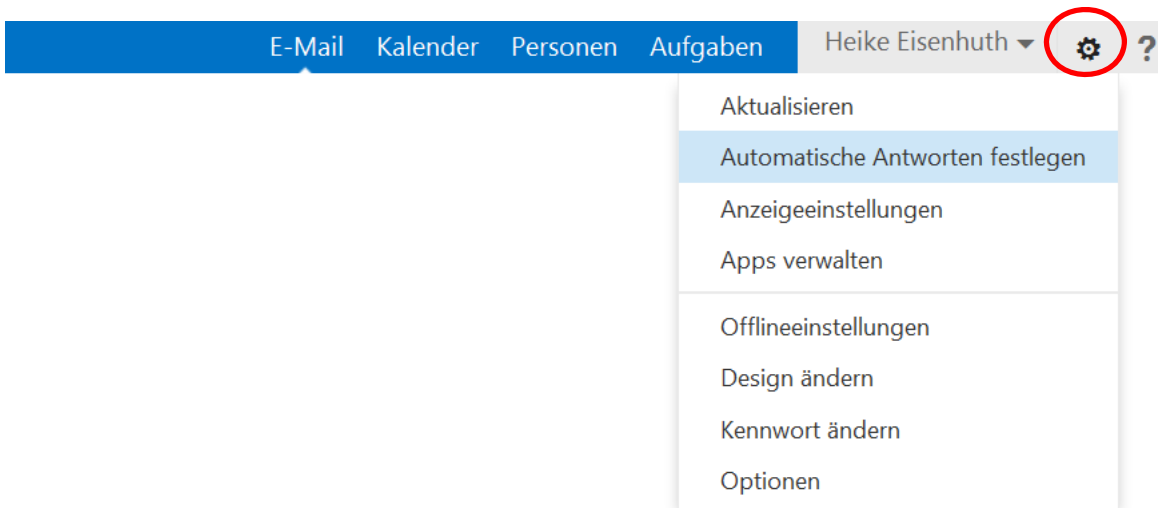 E-Mail Kalender Personen Aufgaben Heike Eisenhuth ?
Aktualisieren
Automatische Antworten festlegen
Anzeigeeinstellungen
Apps verwalten
Offlineeinstellungen
Design ändern
Kennwort ändern
Optionen